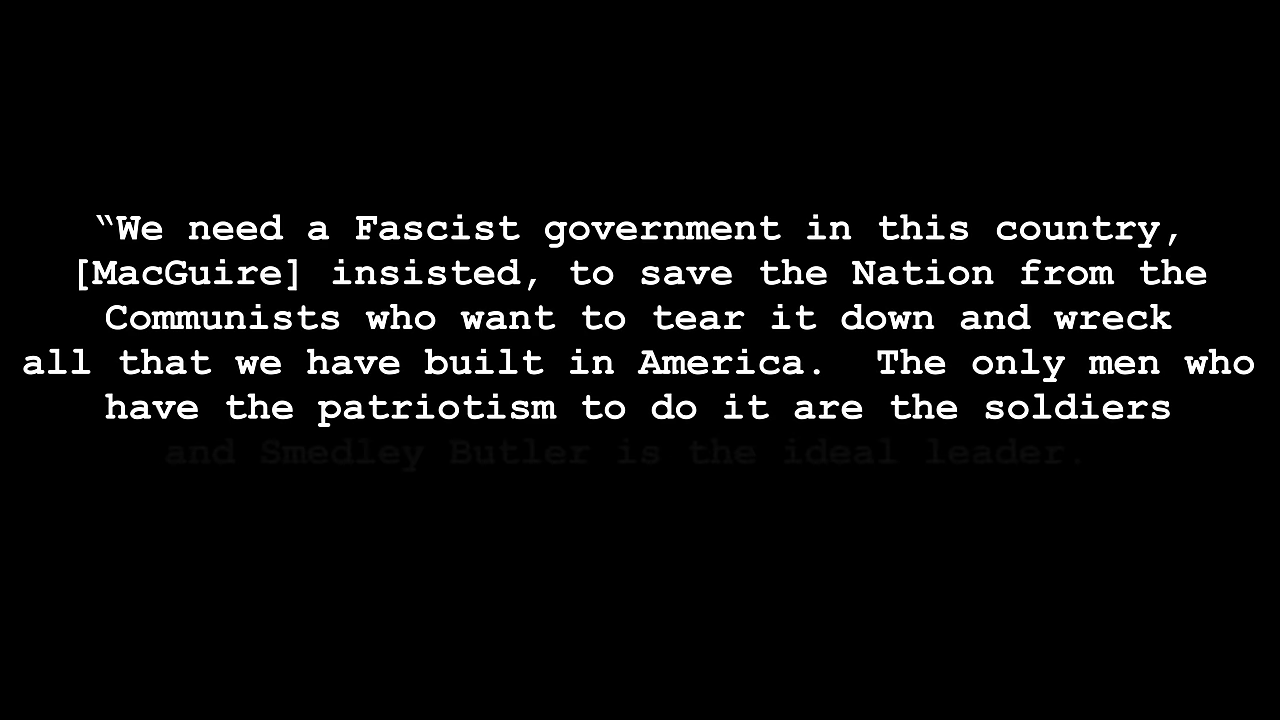 “We need a Fascist government in this country,
[MacGuire] insisted, to save the Nation from the
Communists who want to tear it down and wreck
all that we have built in America.  The only men who
have the patriotism to do it are the soldiers
and Smedley Butler is the ideal leader.